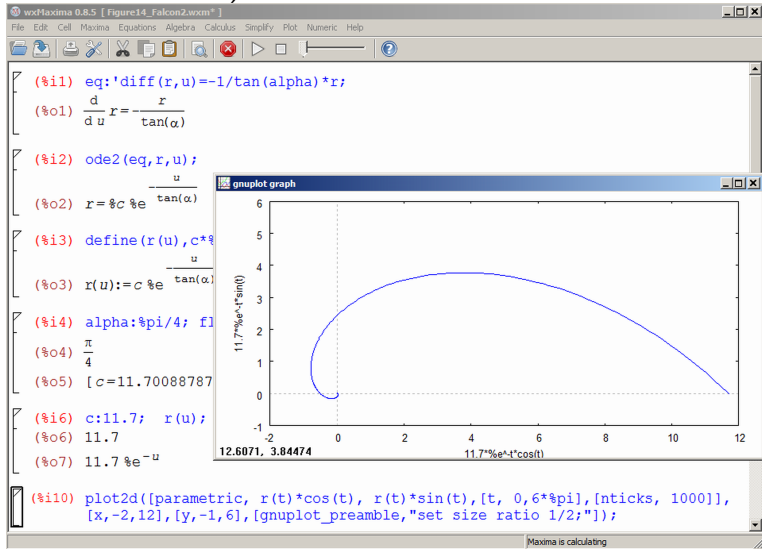 wxMaxima 0.8.5 [ Figure14_Falcon2.wxm* ]
File Edit Cell Maxima Equations Algebra Calculus Simplify Plot Numeric Help
(%i1) eq:'diff(r,u)=-1/tan(alpha)*r;
(%o1) d/du r=-r/tan(α)
(%i2) ode2(eq,r,u);
(%o2) r=%c %e^-u/tan(α)
(%i3) define(r(u),c*%
(%o3) r(u):=c %e^-u/tan(α)
(%i4) alpha:%pi/4; fl
(%o4) π/4
(%o5) [c=11.70088787
(%i6) c:11.7; r(u);
(%o6) 11.7
(%o7) 11.7 %e^-u
gnuplot graph
6
5
4
3
2
1
0
-1
11.7*%e^-t*sin(t)
-2 0 2 4 6 8 10 12
12.6071, 3.84474
11.7*%e^-t*cos(t)
(%i10) plot2d([parametric, r(t)*cos(t), r(t)*sin(t),[t, 0,6*%pi],[nticks, 1000]],
[x,-2,12],[y,-1,6],[gnuplot_preamble,"set size ratio 1/2;"]);
Maxima is calculating